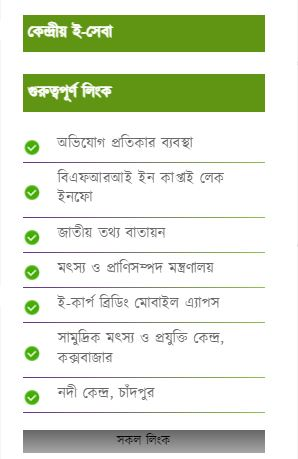 কেন্দ্রীয় ই-সেবা
গুরুত্বপূর্ণ লিংক
অভিযোগ প্রতিকার ব্যবস্থা
বিএফআরআই ইন কাপ্তাই লেক
ইনফো
জাতীয় তথ্য বাতায়ন
মৎস্য ও প্রাণিসম্পদ মন্ত্রণালয়
ই-কার্প ব্রিডিং মোবাইল এ্যাপস
সামুদ্রিক মৎস্য ও প্রযুক্তি কেন্দ্র,
কক্সবাজার
নদী কেন্দ্র, চাঁদপুর
সকল লিংক